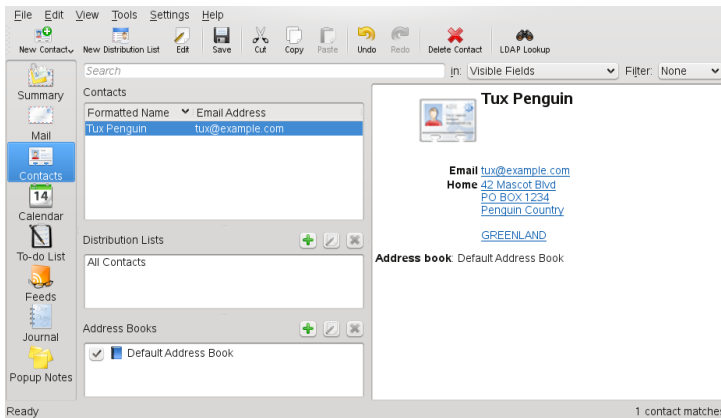 File Edit View Tools Settings Help
New Contact New Distribution List Edit Save Cut Copy Paste Undo Redo Delete Contact LDAP Lookup
Search in: Visible Fields Filter: None
Summary
Mail
Contacts
14
Calendar
To-do List
Feeds
Journal
Popup Notes
Contacts
Formatted Name Email Address
Tux Penguin tux@example.com
Distribution Lists
All Contacts
Address Books
Default Address Book
Tux Penguin
Email tux@example.com
Home 42 Mascot Blvd
PO BOX 1234
Penguin Country
GREENLAND
Address book: Default Address Book
Ready 1 contact matches